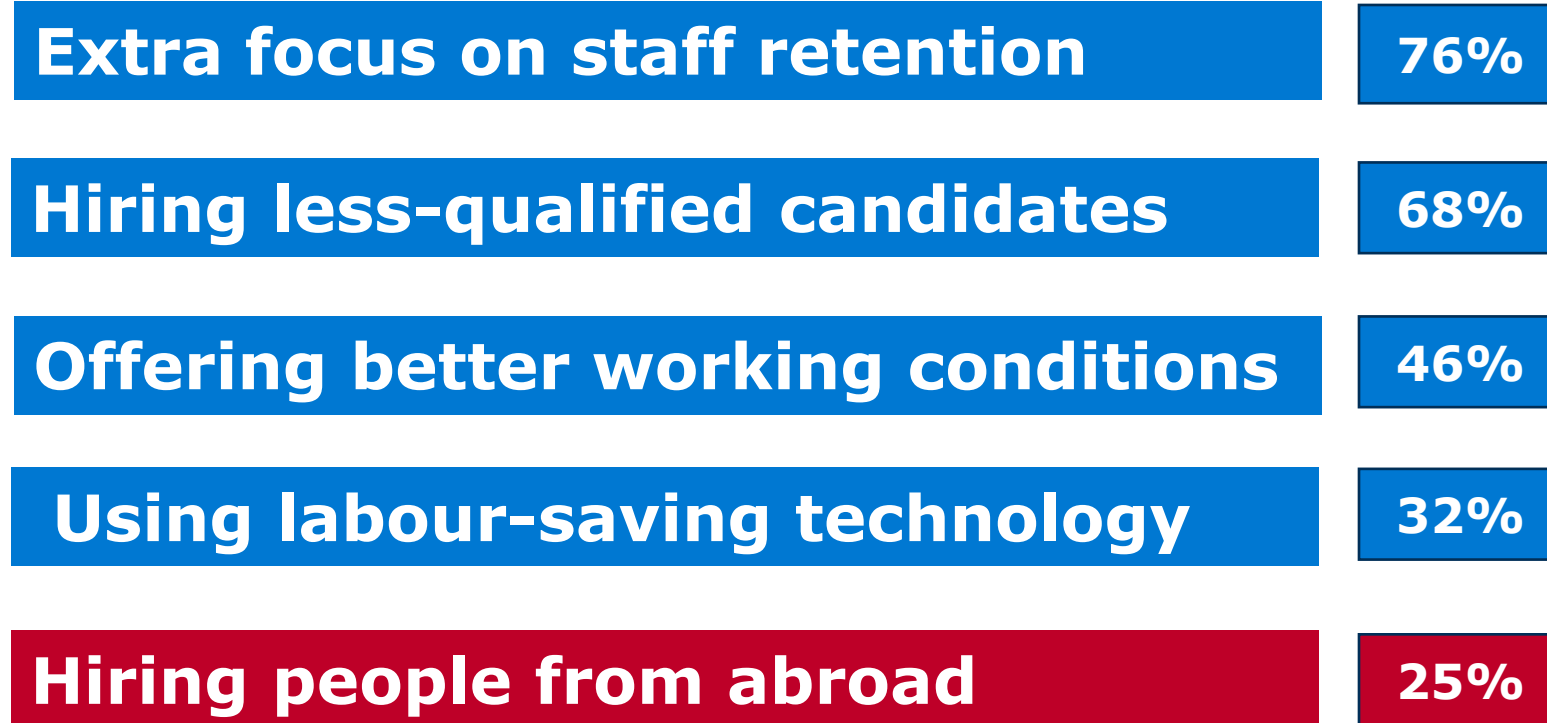 Extra focus on staff retention 76%
Hiring less-qualified candidates 68%
Offering better working conditions 46%
Using labour-saving technology 32%
Hiring people from abroad 25%